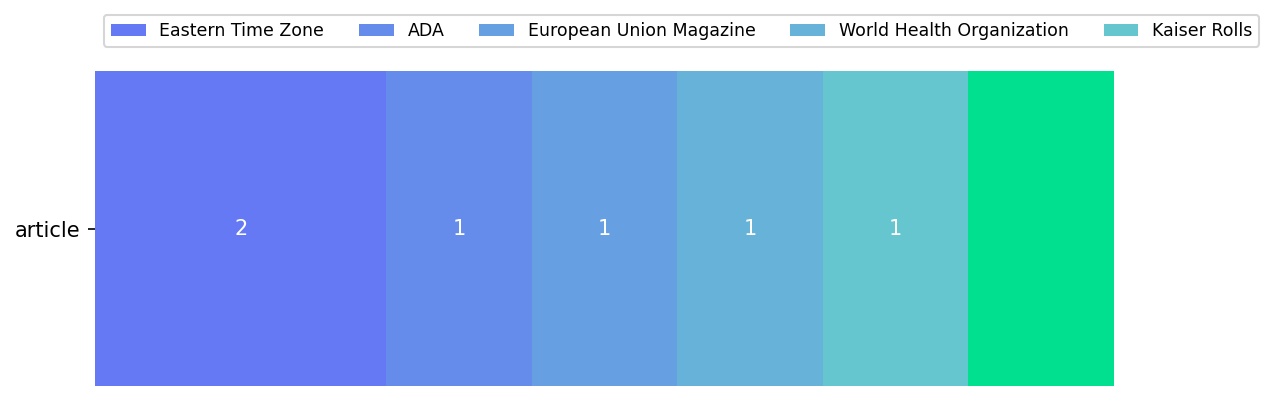 Eastern Time Zone ADA European Union Magazine World Health Organization Kaiser Rolls
article 2 1 1 1 1